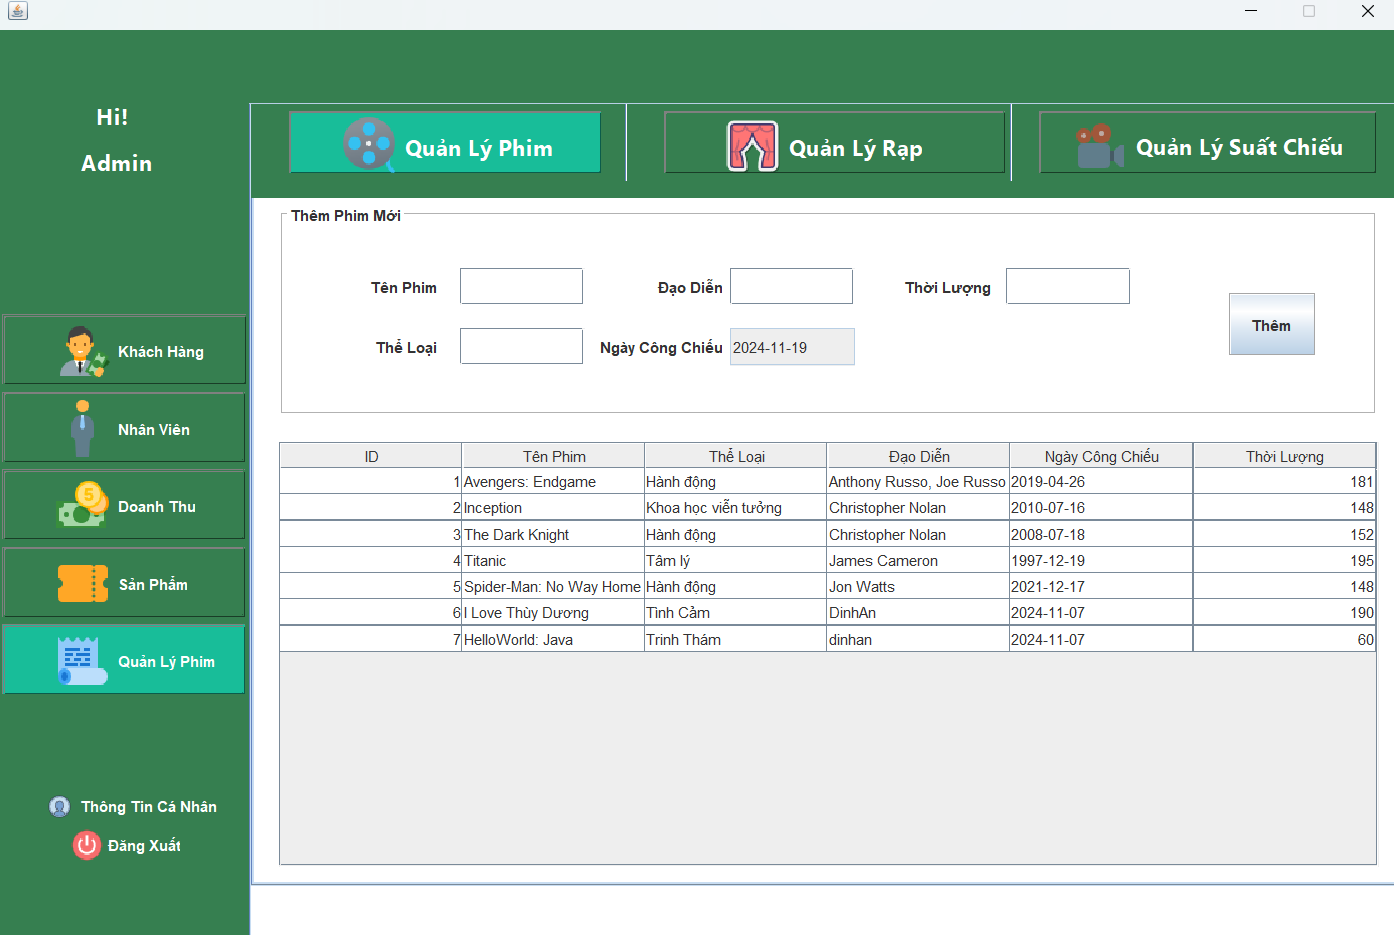 Hi!
Admin
Quản Lý Phim
Quản Lý Rạp
Quản Lý Suất Chiếu
Khách Hàng
Nhân Viên
5
Doanh Thu
Sản Phẩm
Quản Lý Phim
Thông Tin Cá Nhân
Đăng Xuất
Thêm Phim Mới
Tên Phim
Đạo Diễn
Thời Lượng
Thể Loại
Ngày Công Chiếu 2024-11-19
Thêm
ID Tên Phim Thể Loại Đạo Diễn Ngày Công Chiếu Thời Lượng
1 Avengers: Endgame Hành động Anthony Russo, Joe Russo 2019-04-26 181
2 Inception Khoa học viễn tưởng Christopher Nolan 2010-07-16 148
3 The Dark Knight Hành động Christopher Nolan 2008-07-18 152
4 Titanic Tâm lý James Cameron 1997-12-19 195
5 Spider-Man: No Way Home Hành động Jon Watts 2021-12-17 148
6 I Love Thùy Dương Tình Cảm DinhAn 2024-11-07 190
7 HelloWorld: Java Trinh Thám dinhan 2024-11-07 60